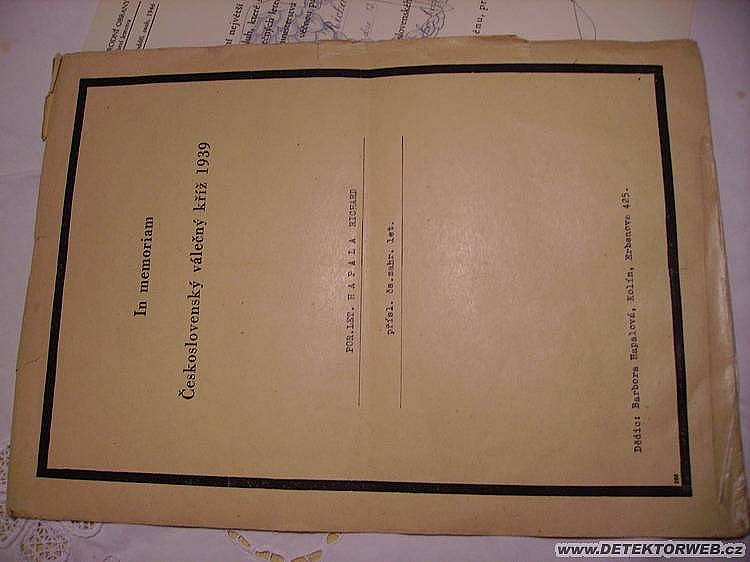 In memoriam
Československý válečný kříž 1939
POR.LET. HAPALA RICHARD
přísl. čs.zahr. let.
Dědic: Barbora Hapalová, Kolín, Erbenova 425.
www.DETEKTORWEB.cz